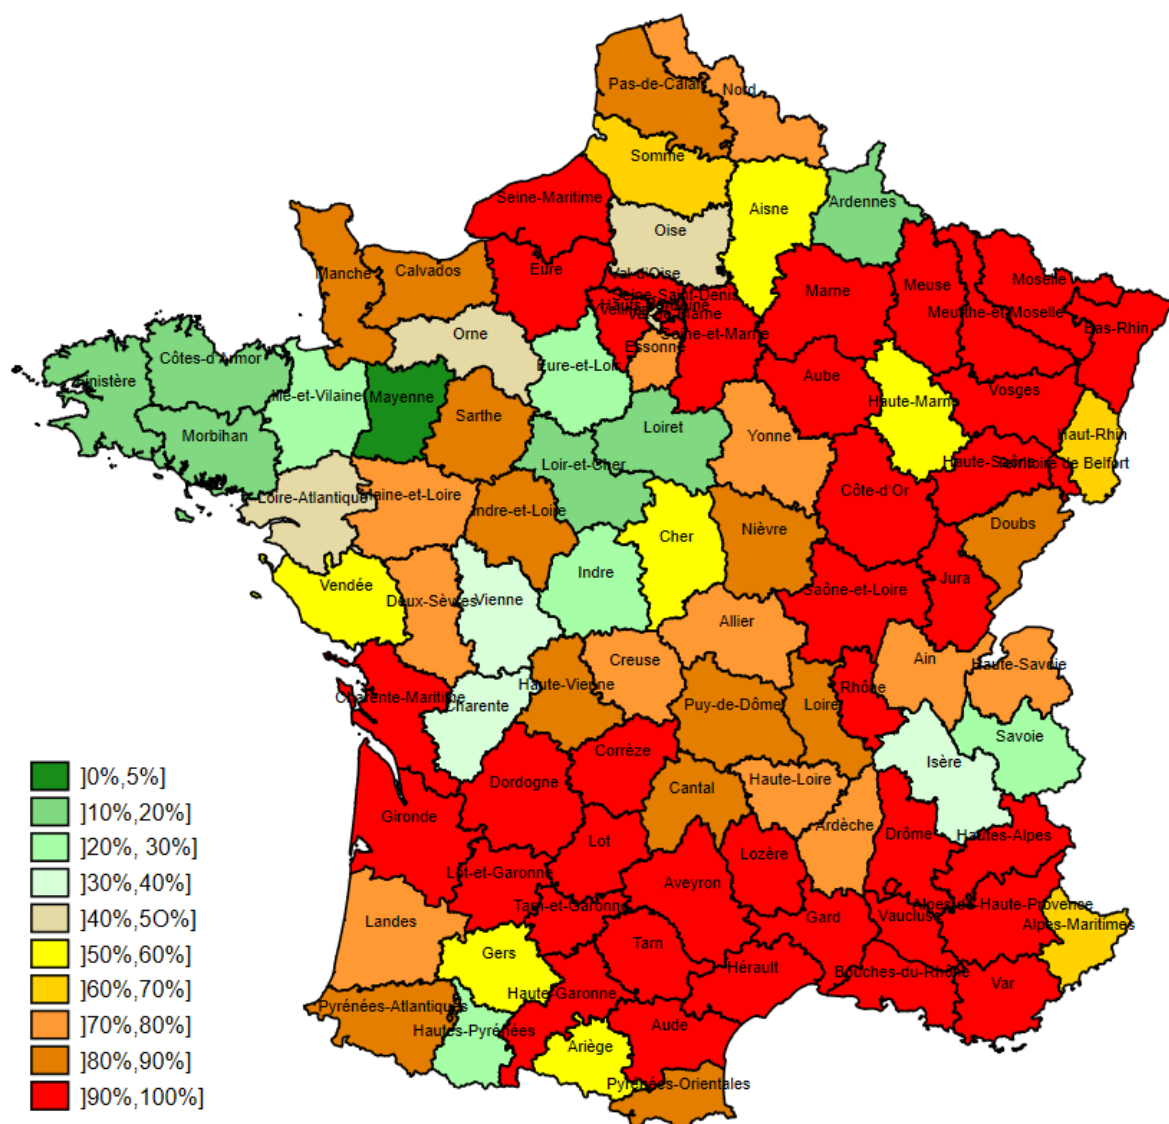 Pas-de-Calais
Nord
Somme
Seine-Maritime
Aisne
Ardennes
Oise
Manche
Calvados
Eure
Val-d'Oise
Marne
Meuse
Moselle
Seine-Saint-Denis
Yvelines
Val-de-Marne
Meurthe-et-Moselle
Bas-Rhin
Orne
Essonne
Seine-et-Marne
Côtes-d'Armor
Finistère
Ille-et-Vilaine
Mayenne
Eure-et-Loir
Aube
Vosges
Haute-Marne
Sarthe
Morbihan
Loiret
Yonne
Haut-Rhin
Loir-et-Cher
Haute-Saône
Territoire de Belfort
Loire-Atlantique
Maine-et-Loire
Côte-d'Or
Indre-et-Loire
Cher
Nièvre
Doubs
Vendée
Deux-Sèvres
Vienne
Indre
Saône-et-Loire
Jura
Allier
Creuse
Ain
Haute-Savoie
Charente-Maritime
Charente
Haute-Vienne
Puy-de-Dôme
Loire
Rhône
Savoie
Corrèze
Isère
]0%,5%]
Dordogne
Cantal
Haute-Loire
]10%,20%]
Gironde
Ardèche
Drôme
Hautes-Alpes
]20%, 30%]
Lot
Lozère
]30%,40%]
Lot-et-Garonne
Aveyron
Tarn-et-Garonne
Alpes-de-Haute-Provence
]40%,5O%]
Landes
Gard
Vaucluse
Alpes-Maritimes
]50%,60%]
Gers
Tarn
Hérault
Bouches-du-Rhône
]60%,70%]
Pyrénées-Atlantiques
Haute-Garonne
Var
]70%,80%]
Hautes-Pyrénées
Aude
]80%,90%]
Ariège
Pyrénées-Orientales
]90%,100%]